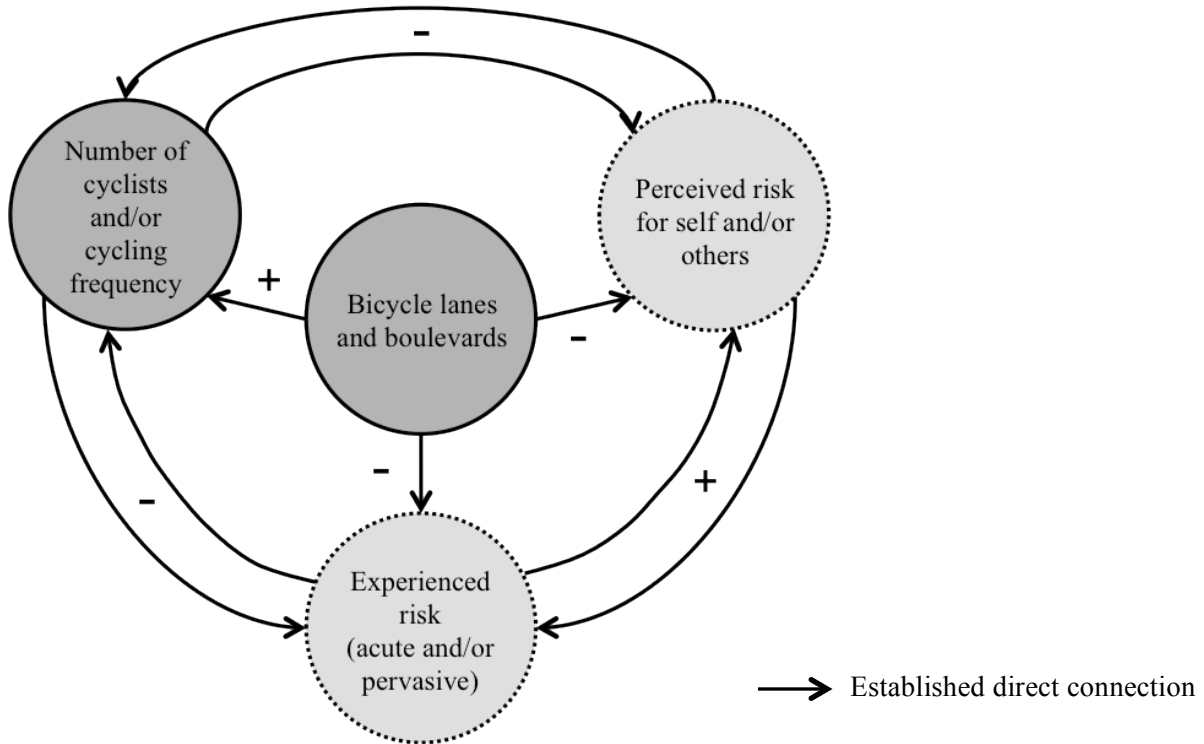 -
Number of
cyclists
and/or
cycling
frequency
Perceived risk
for self and/or
others
+
Bicycle lanes
and boulevards
-
-
-
+
Experienced
risk
(acute and/or
pervasive)
Established direct connection